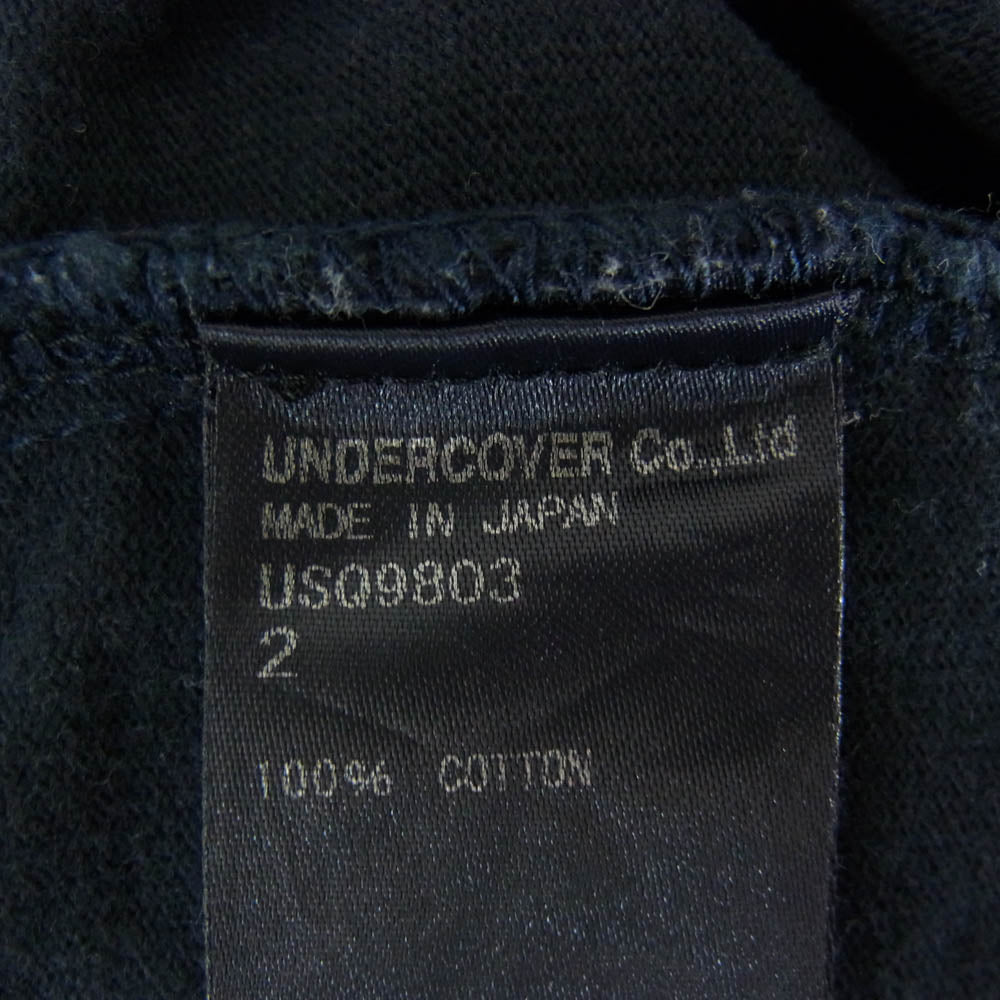 UNDERCOVER Co.,Ltd
MADE IN JAPAN
USQ9803
2
100% COTTON